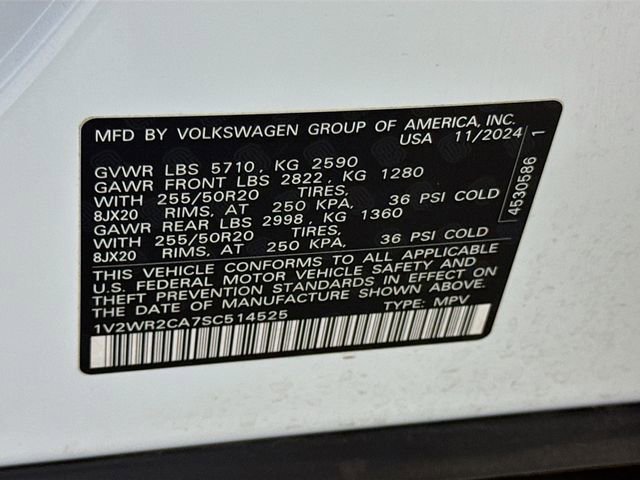 MFD BY VOLKSWAGEN GROUP OF AMERICA, INC.
USA 11/2024
GVWR LBS 5710, KG 2590
GAWR FRONT LBS 2822, KG 1280
WITH 255/50R20 TIRES,
8JX20 RIMS, AT 250 KPA, 36 PSI COLD
GAWR REAR LBS 2998, KG 1360
WITH 255/50R20 TIRES,
8JX20 RIMS, AT 250 KPA, 36 PSI COLD
THIS VEHICLE CONFORMS TO ALL APPLICABLE
U.S. FEDERAL MOTOR VEHICLE SAFETY AND
THEFT PREVENTION STANDARDS IN EFFECT ON
THE DATE OF MANUFACTURE SHOWN ABOVE.
1V2WR2CA7SC514525 TYPE: MPV
4530586 1